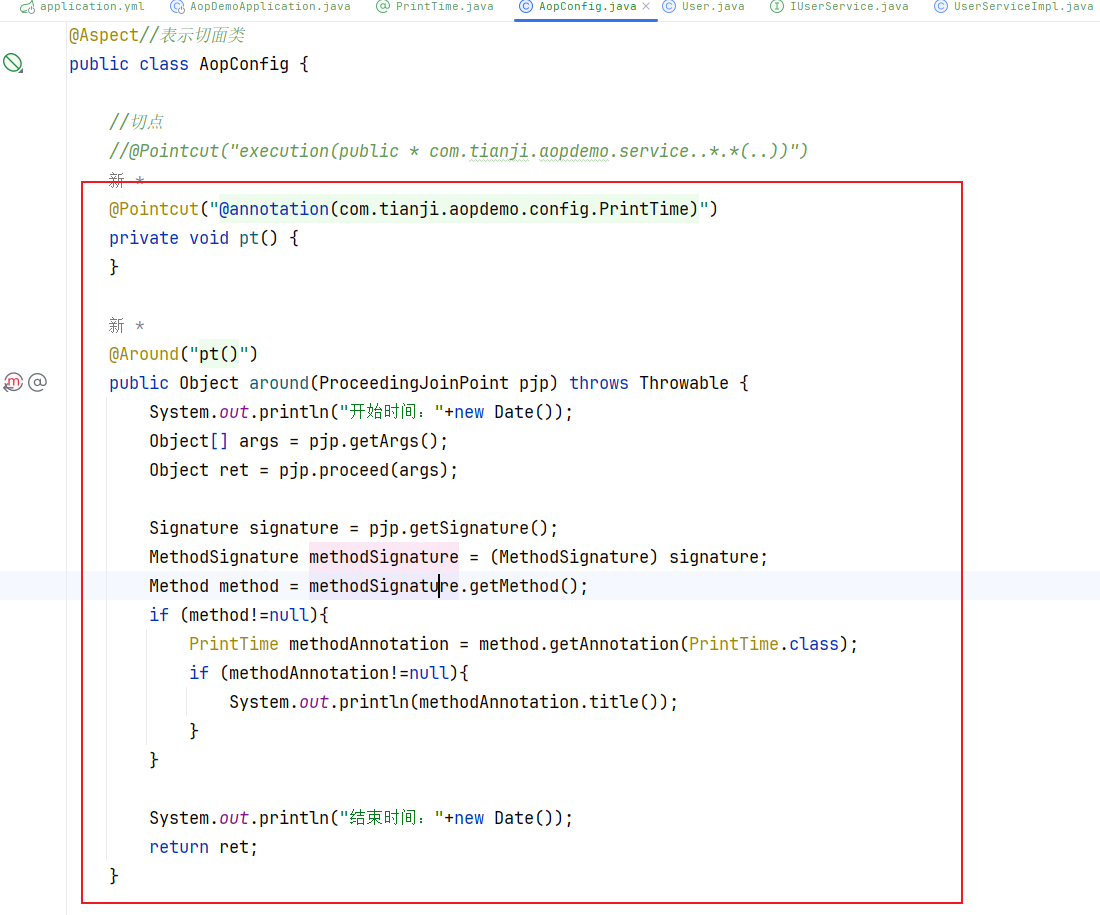 application.yml AopDemoApplication.java PrintTime.java AopConfig.java User.java IUserService.java UserServiceImpl.java
@Aspect//表示切面类
public class AopConfig {
//切点
//@Pointcut("execution(public * com.tianji.aopdemo.service..*.*(..))")
新 *
@Pointcut("@annotation(com.tianji.aopdemo.config.PrintTime)")
private void pt() {
}
新 *
@Around("pt()")
public Object around(ProceedingJoinPoint pjp) throws Throwable {
System.out.println("开始时间："+new Date());
Object[] args = pjp.getArgs();
Object ret = pjp.proceed(args);
Signature signature = pjp.getSignature();
MethodSignature methodSignature = (MethodSignature) signature;
Method method = methodSignature.getMethod();
if (method!=null){
PrintTime methodAnnotation = method.getAnnotation(PrintTime.class);
if (methodAnnotation!=null){
System.out.println(methodAnnotation.title());
}
}
System.out.println("结束时间："+new Date());
return ret;
}